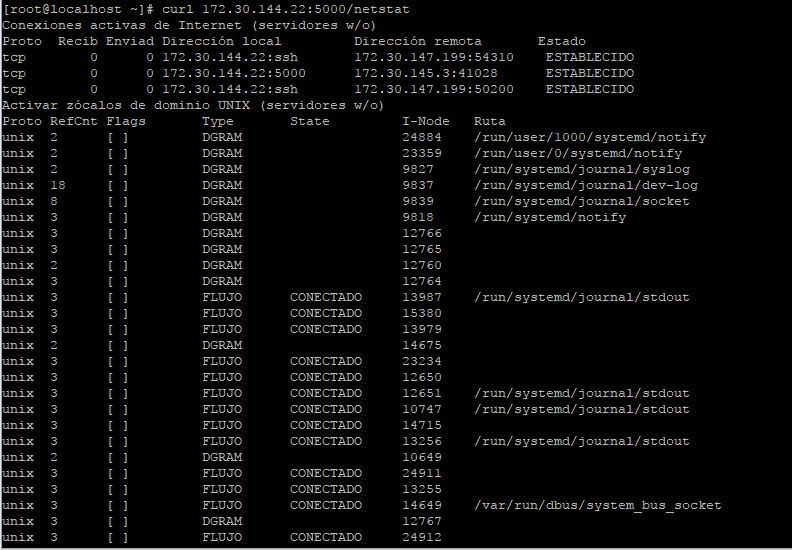 [root@localhost ~]# curl 172.30.144.22:5000/netstat
Conexiones activas de Internet (servidores w/o)
Proto  Recib Enviad Dirección local         Dirección remota       Estado
tcp        0      0 172.30.144.22:ssh       172.30.147.199:54310    ESTABLECIDO
tcp        0      0 172.30.144.22:5000      172.30.145.3:41028      ESTABLECIDO
tcp        0      0 172.30.144.22:ssh       172.30.147.199:50200    ESTABLECIDO
Activar zócalos de dominio UNIX (servidores w/o)
Proto RefCnt Flags       Type       State         I-Node   Ruta
unix  2      [ ]         DGRAM                    24884    /run/user/1000/systemd/notify
unix  2      [ ]         DGRAM                    23359    /run/user/0/systemd/notify
unix  2      [ ]         DGRAM                    9827     /run/systemd/journal/syslog
unix  18     [ ]         DGRAM                    9837     /run/systemd/journal/dev-log
unix  8      [ ]         DGRAM                    9839     /run/systemd/journal/socket
unix  3      [ ]         DGRAM                    9818     /run/systemd/notify
unix  3      [ ]         DGRAM                    12766
unix  3      [ ]         DGRAM                    12765
unix  2      [ ]         DGRAM                    12760
unix  3      [ ]         DGRAM                    12764
unix  3      [ ]         FLUJO      CONECTADO     13987    /run/systemd/journal/stdout
unix  3      [ ]         FLUJO      CONECTADO     15380
unix  3      [ ]         FLUJO      CONECTADO     13979
unix  2      [ ]         DGRAM                    14675
unix  3      [ ]         FLUJO      CONECTADO     23234
unix  3      [ ]         FLUJO      CONECTADO     12650
unix  3      [ ]         FLUJO      CONECTADO     12651    /run/systemd/journal/stdout
unix  3      [ ]         FLUJO      CONECTADO     10747    /run/systemd/journal/stdout
unix  3      [ ]         FLUJO      CONECTADO     14715
unix  3      [ ]         FLUJO      CONECTADO     13256    /run/systemd/journal/stdout
unix  2      [ ]         DGRAM                    10649
unix  3      [ ]         FLUJO      CONECTADO     24911
unix  3      [ ]         FLUJO      CONECTADO     13255
unix  3      [ ]         FLUJO      CONECTADO     14649    /var/run/dbus/system_bus_socket
unix  3      [ ]         DGRAM                    12767
unix  3      [ ]         FLUJO      CONECTADO     24912